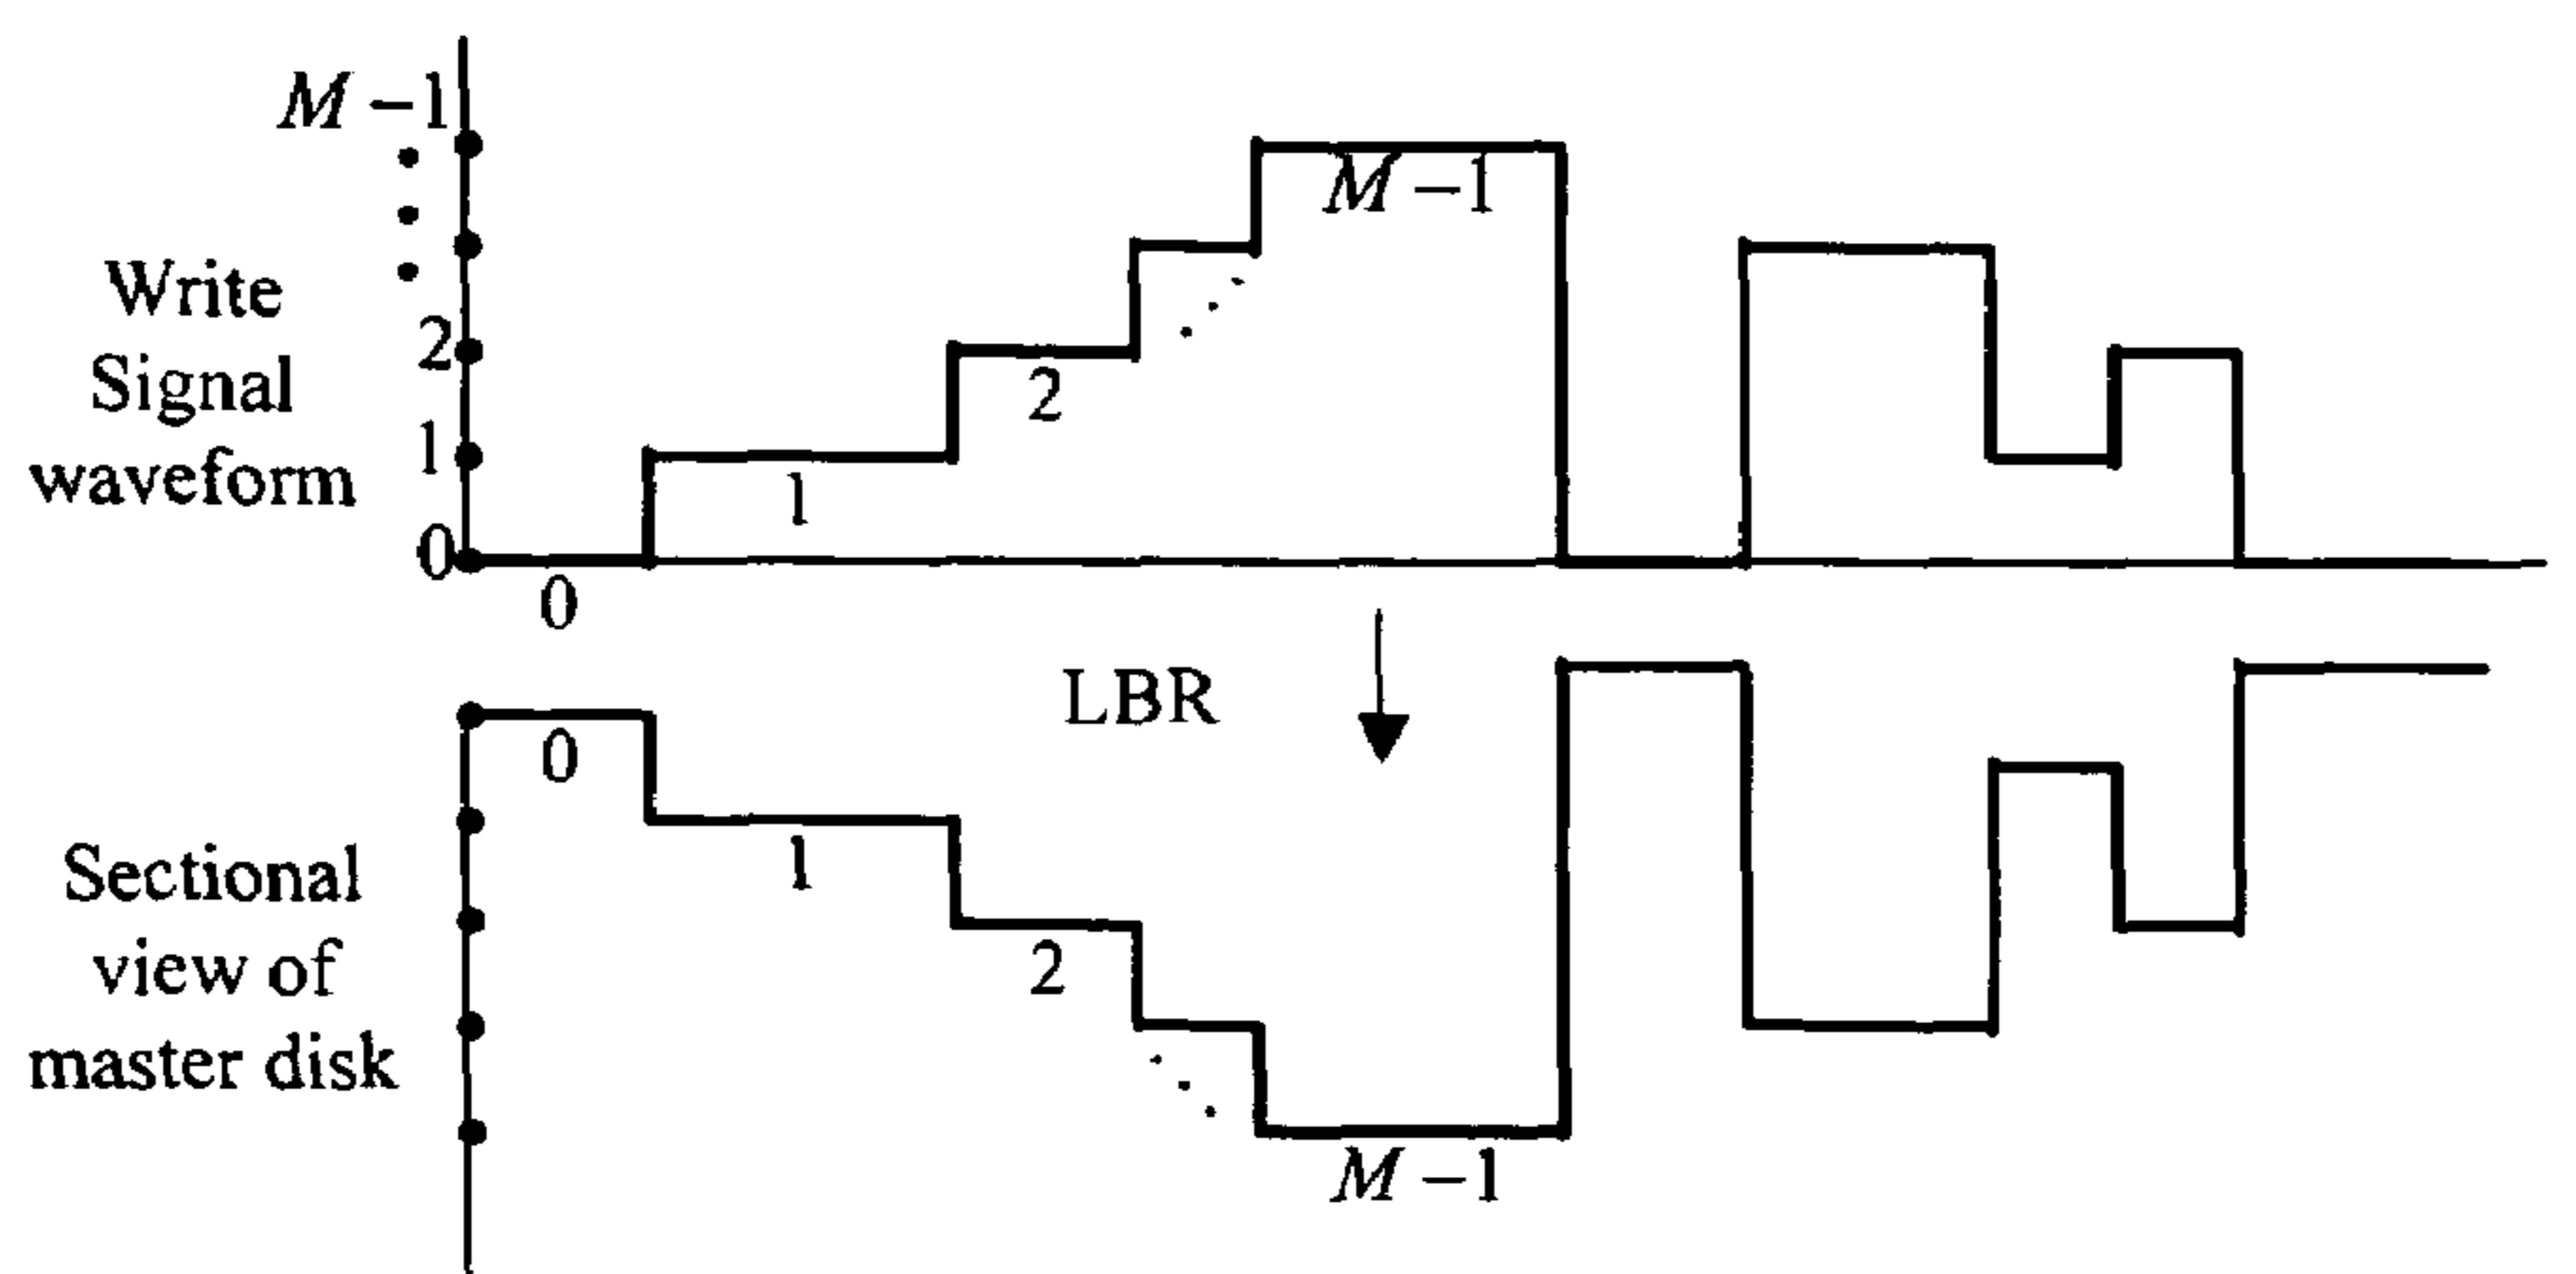 M −1
M −1
Write
Signal
waveform
2
1
0
2
1
0
LBR
0
1
2
Sectional
view of
master disk
M −1